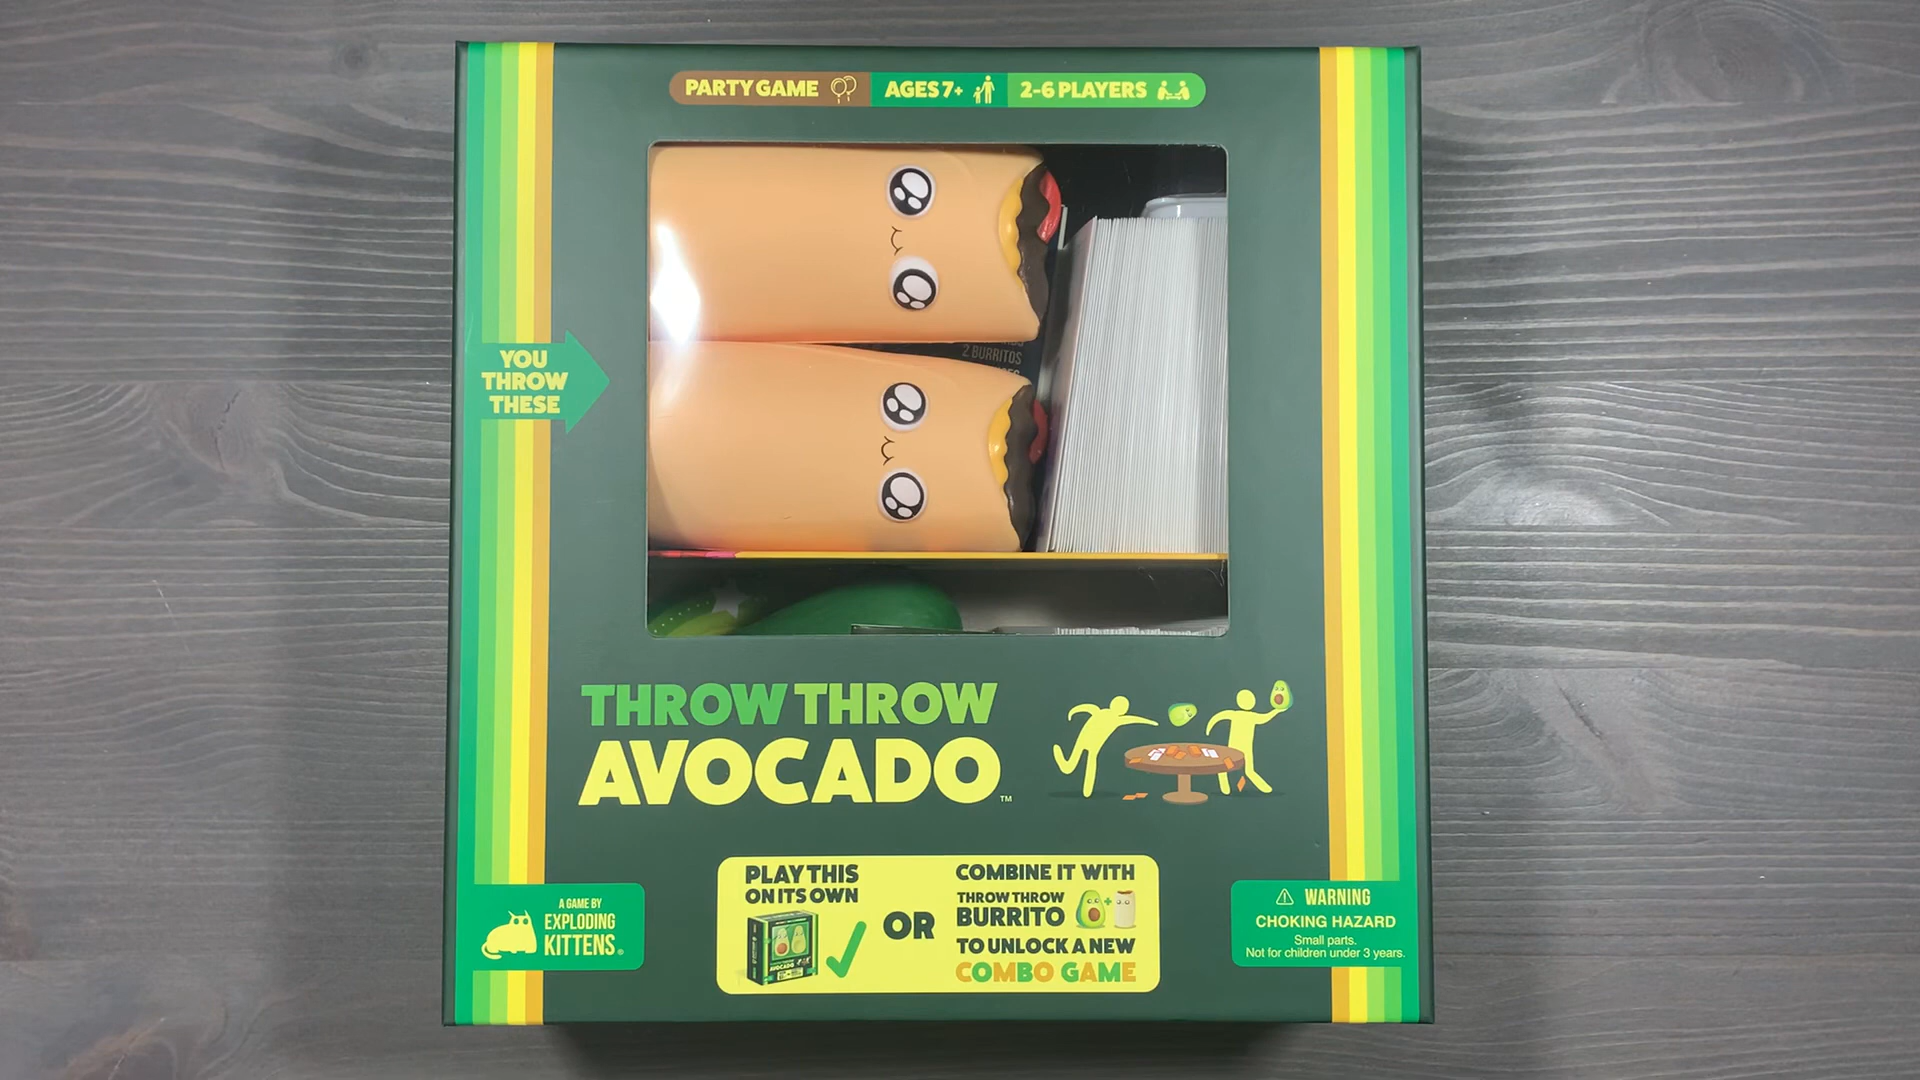 PARTY GAME AGES 7+ 2-6 PLAYERS
2 BURRITOS
YOU
THROW
THESE
THROW THROW
AVOCADO™
A GAME BY
EXPLODING
KITTENS®
PLAY THIS
ON ITS OWN
AVOCADO
OR
COMBINE IT WITH
THROW THROW
BURRITO
+
TO UNLOCK A NEW
COMBO GAME
⚠ WARNING
CHOKING HAZARD
Small parts.
Not for children under 3 years.